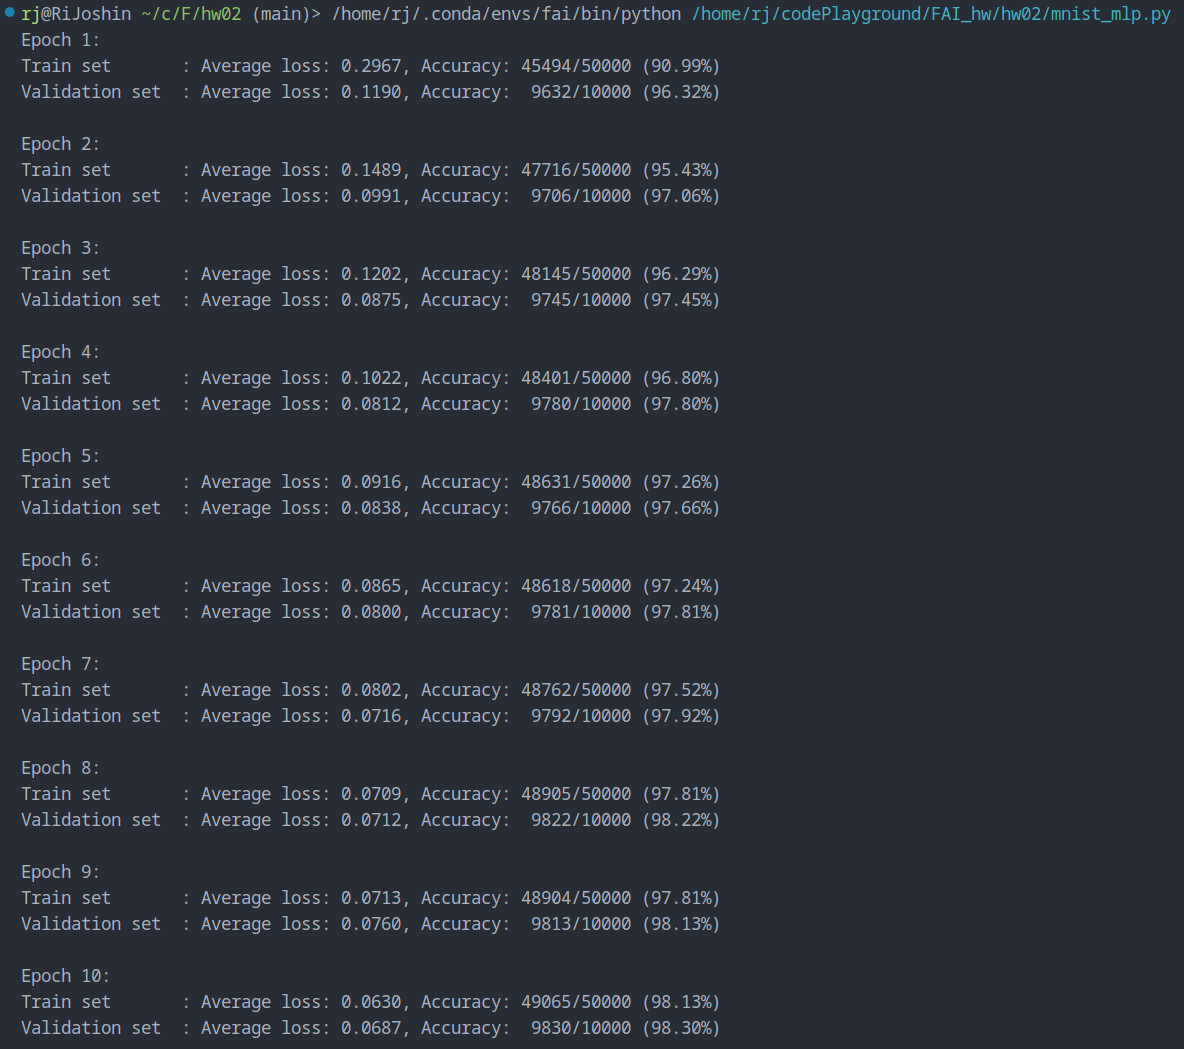 rj@RiJoshin ~/c/F/hw02 (main)> /home/rj/.conda/envs/fai/bin/python /home/rj/codePlayground/FAI_hw/hw02/mnist_mlp.py
Epoch 1:
Train set       : Average loss: 0.2967, Accuracy: 45494/50000 (90.99%)
Validation set  : Average loss: 0.1190, Accuracy:  9632/10000 (96.32%)

Epoch 2:
Train set       : Average loss: 0.1489, Accuracy: 47716/50000 (95.43%)
Validation set  : Average loss: 0.0991, Accuracy:  9706/10000 (97.06%)

Epoch 3:
Train set       : Average loss: 0.1202, Accuracy: 48145/50000 (96.29%)
Validation set  : Average loss: 0.0875, Accuracy:  9745/10000 (97.45%)

Epoch 4:
Train set       : Average loss: 0.1022, Accuracy: 48401/50000 (96.80%)
Validation set  : Average loss: 0.0812, Accuracy:  9780/10000 (97.80%)

Epoch 5:
Train set       : Average loss: 0.0916, Accuracy: 48631/50000 (97.26%)
Validation set  : Average loss: 0.0838, Accuracy:  9766/10000 (97.66%)

Epoch 6:
Train set       : Average loss: 0.0865, Accuracy: 48618/50000 (97.24%)
Validation set  : Average loss: 0.0800, Accuracy:  9781/10000 (97.81%)

Epoch 7:
Train set       : Average loss: 0.0802, Accuracy: 48762/50000 (97.52%)
Validation set  : Average loss: 0.0716, Accuracy:  9792/10000 (97.92%)

Epoch 8:
Train set       : Average loss: 0.0709, Accuracy: 48905/50000 (97.81%)
Validation set  : Average loss: 0.0712, Accuracy:  9822/10000 (98.22%)

Epoch 9:
Train set       : Average loss: 0.0713, Accuracy: 48904/50000 (97.81%)
Validation set  : Average loss: 0.0760, Accuracy:  9813/10000 (98.13%)

Epoch 10:
Train set       : Average loss: 0.0630, Accuracy: 49065/50000 (98.13%)
Validation set  : Average loss: 0.0687, Accuracy:  9830/10000 (98.30%)